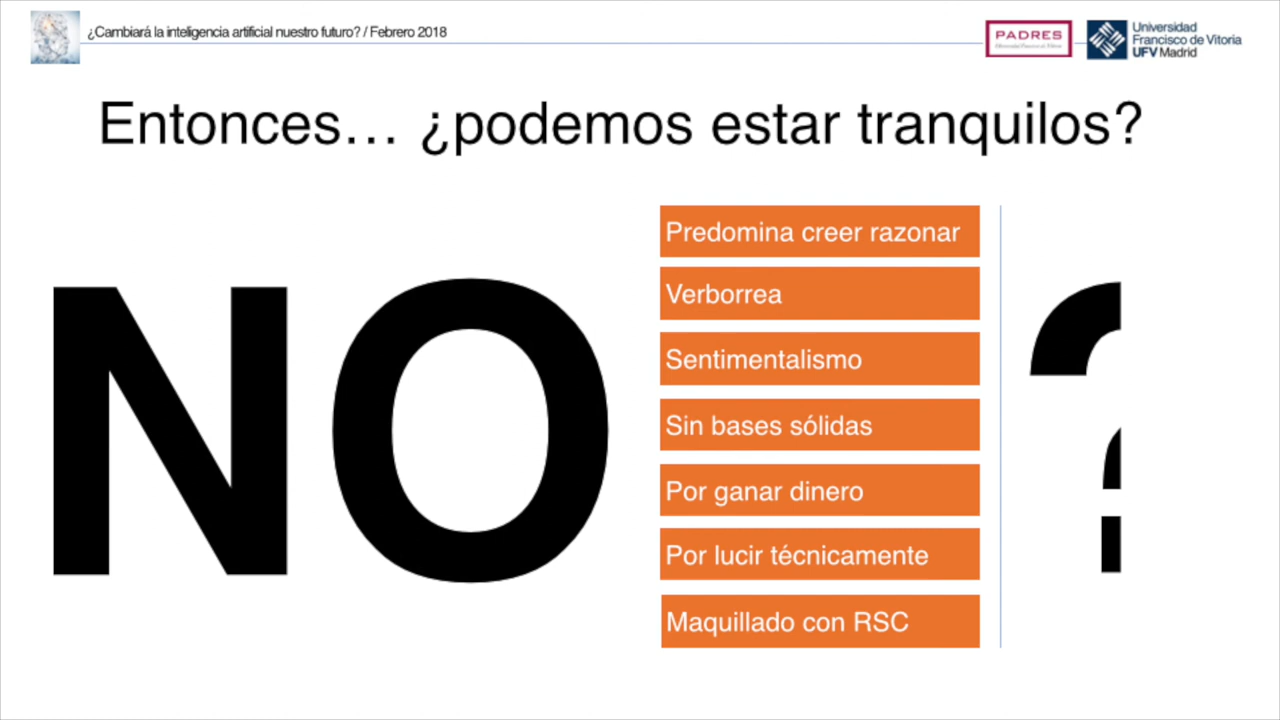 ¿Cambiará la inteligencia artificial nuestro futuro? / Febrero 2018
PADRES
Universidad
Francisco de Vitoria
UFV Madrid
Entonces… ¿podemos estar tranquilos?
NO
Predomina creer razonar
Verborrea
Sentimentalismo
Sin bases sólidas
Por ganar dinero
Por lucir técnicamente
Maquillado con RSC
?